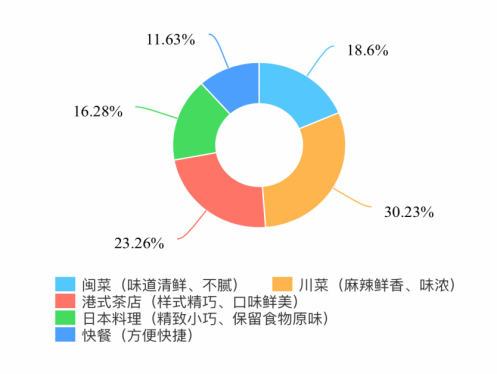 11.63%
18.6%
16.28%
30.23%
23.26%
闽菜（味道清鲜、不腻） 川菜（麻辣鲜香、味浓）
港式茶店（样式精巧、口味鲜美）
日本料理（精致小巧、保留食物原味）
快餐（方便快捷）